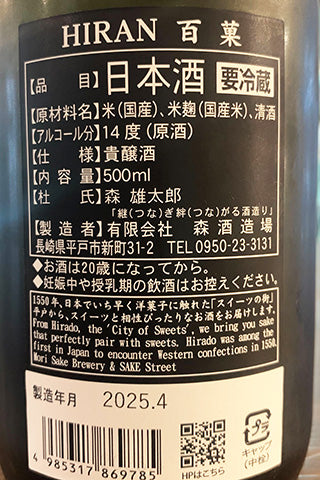 HIRAN 百菓
【品　　目】日本酒 要冷蔵
【原材料名】米(国産)、米麹(国産米)、清酒
【アルコール分】14度(原酒)
【仕　　様】貴醸酒
【内 容 量】500ml
【杜　　氏】森 雄太郎
「継(つな)ぎ絆(つな)がる酒造り」
【製 造 者】有限会社　森酒造場
長崎県平戸市新町31-2　TEL 0950-23-3131
◆お酒は20歳になってから。
◆妊娠中や授乳期の飲酒はお控えください。
1550年、日本でいち早く洋菓子に触れた「スイーツの街」
平戸から、スイーツと相性ぴったりなお酒をお届けします。
From Hirado, the 'City of Sweets', we bring you sake
that perfectly pair with sweets. Hirado was among the
first in Japan to encounter Western confections in 1550.
Mori Sake Brewery & SAKE Street
製造年月　2025.4
4 985317 869785
HPはこちら
キャップ
(中栓)